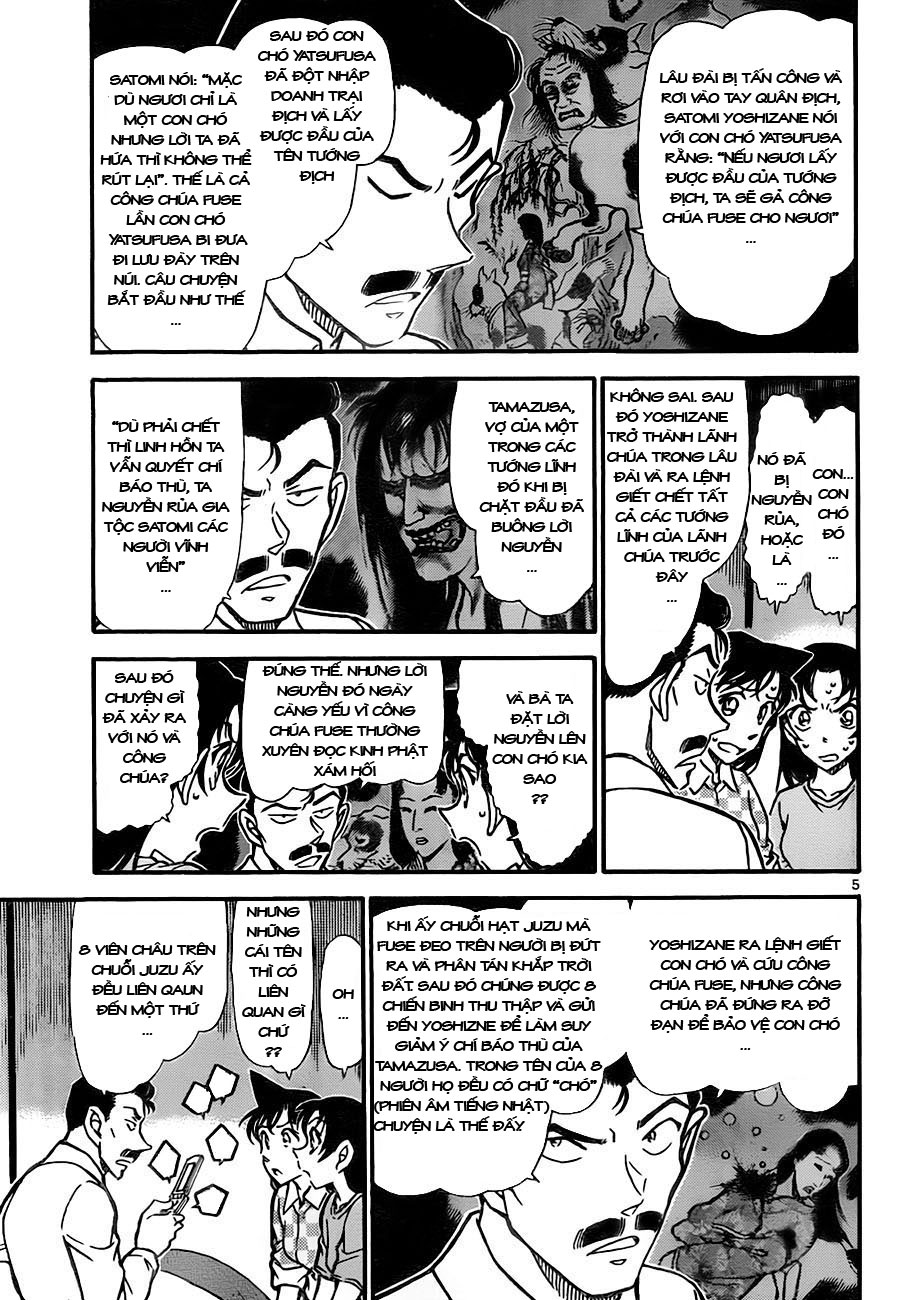 LÂU ĐÀI BỊ TẤN CÔNG VÀ
RƠI VÀO TAY QUÂN ĐỊCH,
SATOMI YOSHIZANE NÓI
VỚI CON CHÓ YATSUFUSA
RẰNG: "NẾU NGƯƠI LẤY
ĐƯỢC ĐẦU CỦA TƯỚNG
ĐỊCH, TA SẼ GẢ CÔNG
CHÚA FUSE CHO NGƯƠI"
...
SAU ĐÓ CON
CHÓ YATSUFUSA
ĐÃ ĐỘT NHẬP
DOANH TRẠI
ĐỊCH VÀ LẤY
ĐƯỢC ĐẦU CỦA
TÊN TƯỚNG
ĐỊCH
SATOMI NÓI: "MẶC
DÙ NGƯƠI CHỈ LÀ
MỘT CON CHÓ
NHƯNG LỜI TA ĐÃ
HỨA THÌ KHÔNG THỂ
RÚT LẠI". THẾ LÀ CẢ
CÔNG CHÚA FUSE
LẪN CON CHÓ
YATSUFUSA BI ĐƯA
ĐI LƯU ĐÀY TRÊN
NÚI. CÂU CHUYỆN
BẮT ĐẦU NHƯ THẾ
...
CON...
CON CHÓ
ĐÓ
...
NÓ ĐÃ
BỊ
NGUYỀN
RỦA,
HOẶC
LÀ
...
KHÔNG SAI. SAU
ĐÓ YOSHIZANE
TRỞ THÀNH LÃNH
CHÚA TRONG LÂU
ĐÀI VÀ RA LỆNH
GIẾT CHẾT TẤT
CẢ CÁC TƯỚNG
LĨNH CỦA LÃNH
CHÚA TRƯỚC
ĐÂY
...
TAMAZUSA,
VỢ CỦA MỘT
TRONG CÁC
TƯỚNG LĨNH
ĐÓ KHI BỊ
CHẶT ĐẦU ĐÃ
BUÔNG LỜI
NGUYỀN
...
"DÙ PHẢI CHẾT
THÌ LINH HỒN TA
VẪN QUYẾT CHÍ
BÁO THÙ, TA
NGUYỀN RỦA GIA
TỘC SATOMI CÁC
NGƯỜI VĨNH
VIỄN"
...
VÀ BÀ TA
ĐẶT LỜI
NGUYỀN LÊN
CON CHÓ KIA
SAO
??
ĐÚNG THẾ. NHƯNG LỜI
NGUYỀN ĐÓ NGÀY
CÀNG YẾU VÌ CÔNG
CHÚA FUSE THƯỜNG
XUYÊN ĐỌC KINH PHẬT
XÁM HỐI
SAU ĐÓ
CHUYỆN GÌ
ĐÃ XẢY RA
VỚI NÓ VÀ
CÔNG
CHÚA?
5
YOSHIZANE RA LỆNH GIẾT
CON CHÓ VÀ CỨU CÔNG
CHÚA FUSE, NHƯNG CÔNG
CHÚA ĐÃ ĐỨNG RA ĐỠ
ĐẠN ĐỂ BẢO VỆ CON CHÓ
...
KHI ẤY CHUỖI HẠT JUZU MÀ
FUSE ĐEO TRÊN NGƯỜI BỊ ĐỨT
RA VÀ PHÂN TÁN KHẮP TRỜI
ĐẤT. SAU ĐÓ CHÚNG ĐƯỢC 8
CHIẾN BINH THU THẬP VÀ GỬI
ĐẾN YOSHIZNE ĐỂ LÀM SUY
GIẢM Ý CHÍ BÁO THÙ CỦA
TAMAZUSA. TRONG TÊN CỦA 8
NGƯỜI HỌ ĐỀU CÓ CHỮ "CHÓ"
(PHIÊN ÂM TIẾNG NHẬT)
CHUYỆN LÀ THẾ ĐẤY.
OH
...
NHƯNG
NHỮNG
CÁI TÊN
THÌ CÓ
LIÊN
QUAN GÌ
CHỨ
??
8 VIÊN CHÂU TRÊN
CHUỖI JUZU ẤY
ĐỀU LIÊN QAUN
ĐẾN MỘT THỨ
...